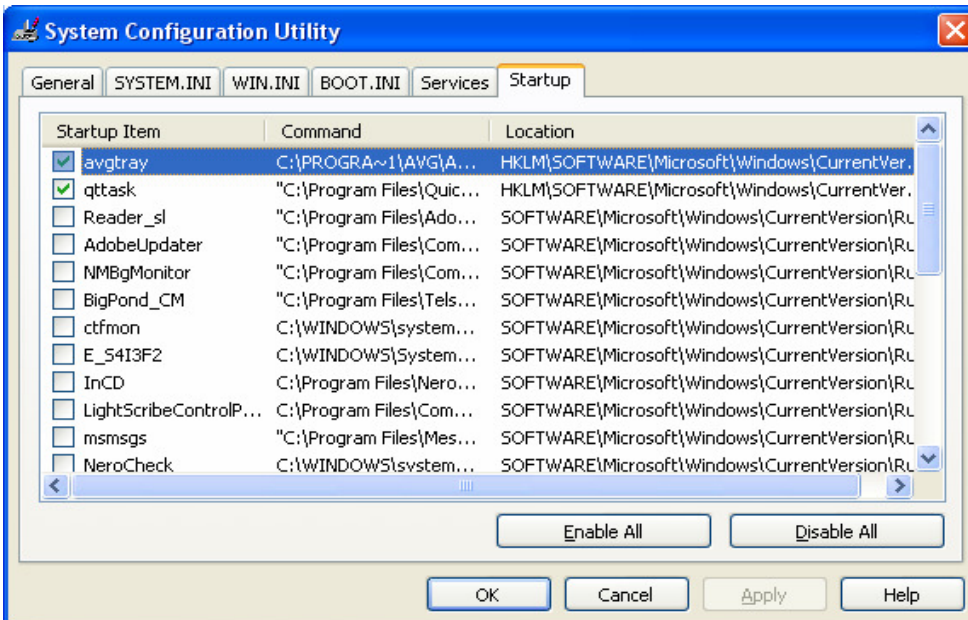 System Configuration Utility
General SYSTEM.INI WIN.INI BOOT.INI Services Startup
Startup Item Command Location
avgtray C:\PROGRA~1\AVG\A... HKLM\SOFTWARE\Microsoft\Windows\CurrentVer.
qttask "C:\Program Files\Quic... HKLM\SOFTWARE\Microsoft\Windows\CurrentVer.
Reader_sl "C:\Program Files\Ado... SOFTWARE\Microsoft\Windows\CurrentVersion\Ru
AdobeUpdater "C:\Program Files\Com... SOFTWARE\Microsoft\Windows\CurrentVersion\Ru
NMBgMonitor "C:\Program Files\Com... SOFTWARE\Microsoft\Windows\CurrentVersion\Ru
BigPond_CM "C:\Program Files\Tels... SOFTWARE\Microsoft\Windows\CurrentVersion\Ru
ctfmon C:\WINDOWS\system... SOFTWARE\Microsoft\Windows\CurrentVersion\Ru
E_S4I3F2 C:\WINDOWS\System... SOFTWARE\Microsoft\Windows\CurrentVersion\Ru
InCD C:\Program Files\Nero... SOFTWARE\Microsoft\Windows\CurrentVersion\Ru
LightScribeControlP... C:\Program Files\Com... SOFTWARE\Microsoft\Windows\CurrentVersion\Ru
msmsgs "C:\Program Files\Mes... SOFTWARE\Microsoft\Windows\CurrentVersion\Ru
NeroCheck C:\WINDOWS\system... SOFTWARE\Microsoft\Windows\CurrentVersion\Ru
Enable All Disable All
OK Cancel Apply Help